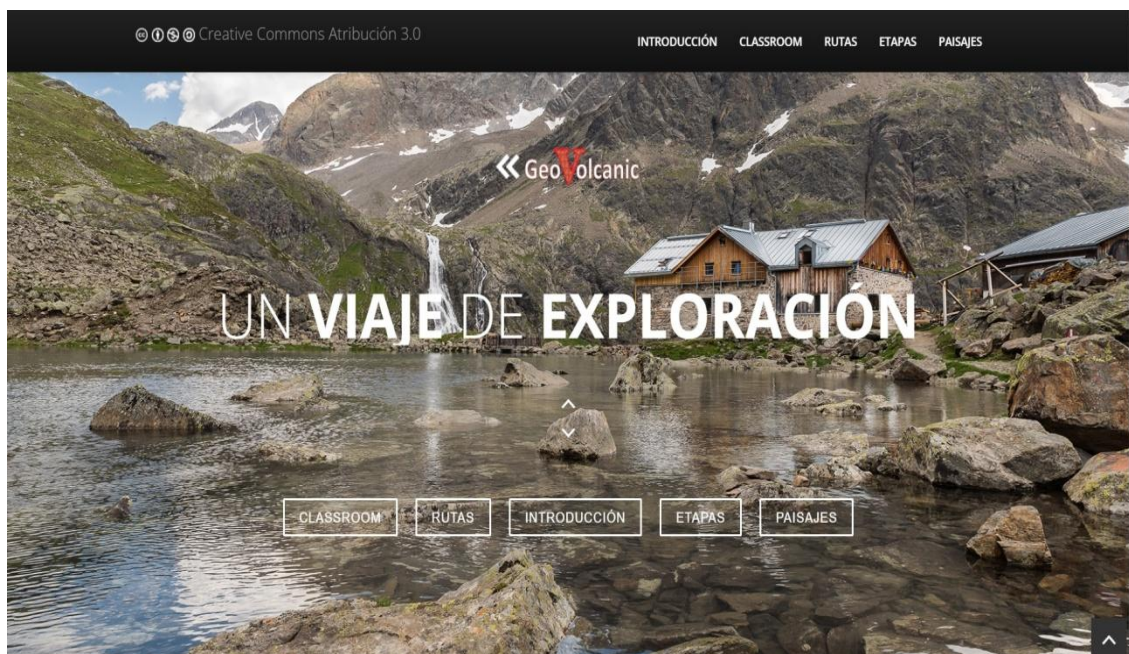 Creative Commons Atribución 3.0
INTRODUCCIÓN CLASSROOM RUTAS ETAPAS PAISAJES
GeoVolcanic
UN VIAJE DE EXPLORACIÓN
CLASSROOM RUTAS INTRODUCCIÓN ETAPAS PAISAJES